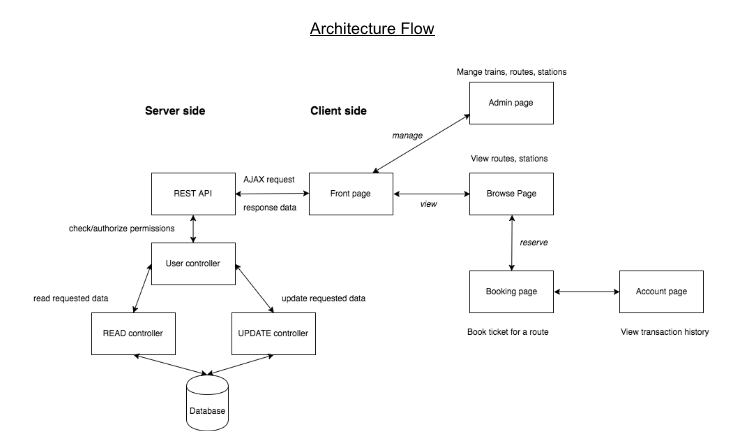 Architecture Flow
Mange trains, routes, stations
Admin page
Server side
Client side
manage
View routes, stations
AJAX request
REST API
Front page
Browse Page
response data
view
check/authorize permissions
reserve
User controller
Booking page
Account page
read requested data
update requested data
READ controller
UPDATE controller
Book ticket for a route
View transaction history
Database